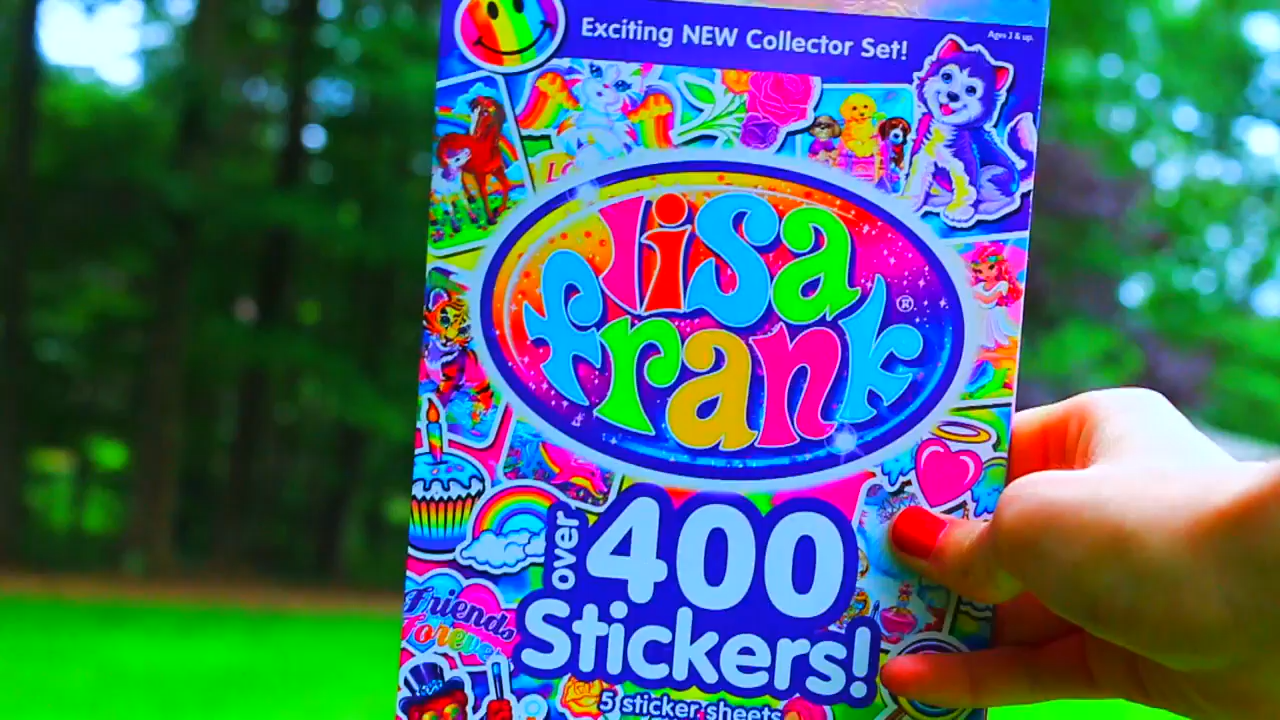 Exciting NEW Collector Set!
Ages 3 & up.
lisa
frank®
over
400
Stickers!
Friends
Forever
5 sticker sheets